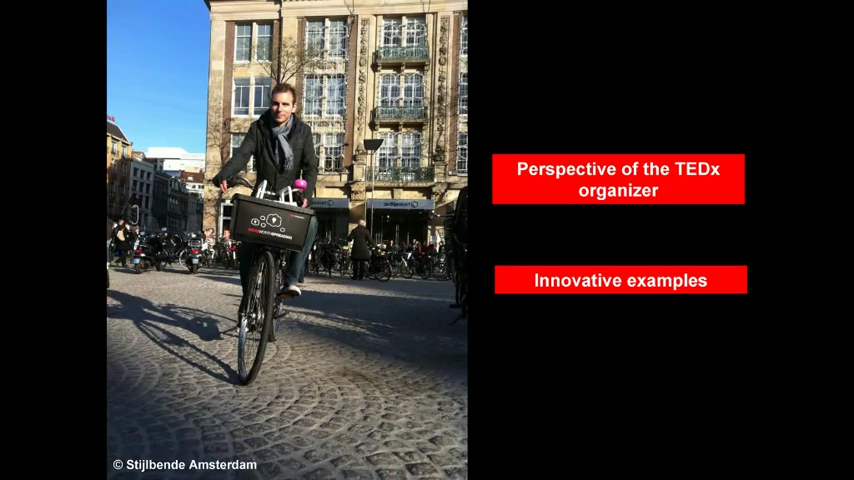 Perspective of the TEDx
organizer
Innovative examples
© Stijlbende Amsterdam